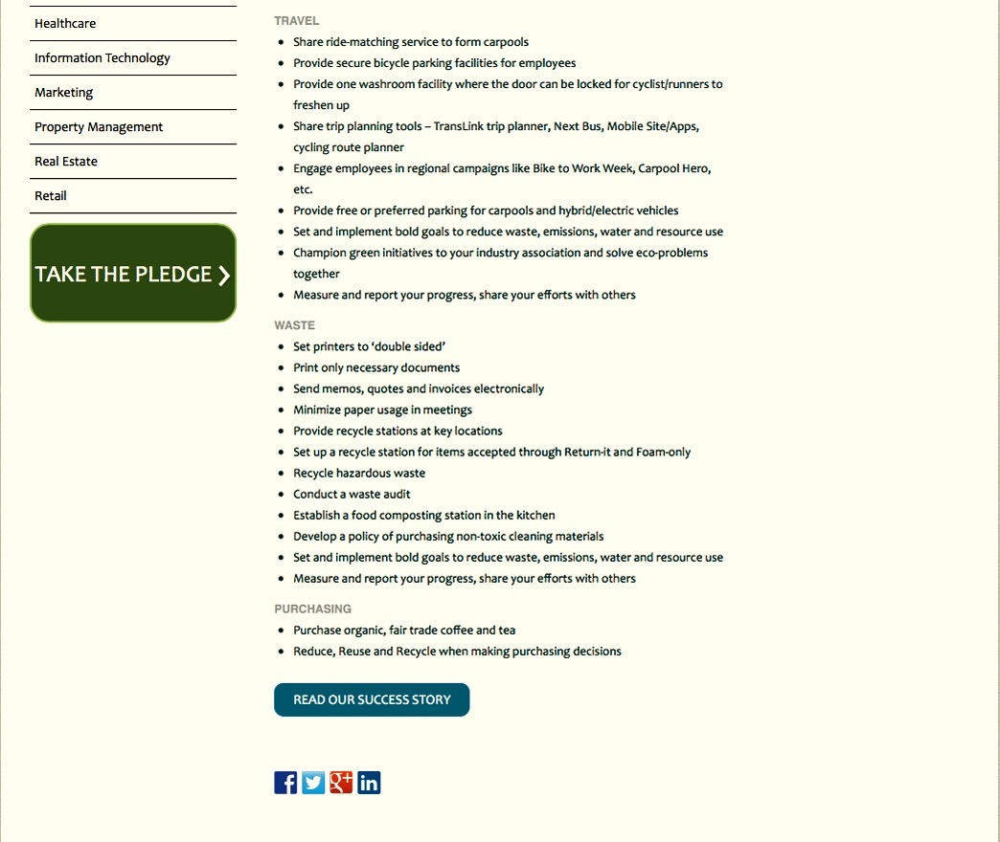 Healthcare
Information Technology
Marketing
Property Management
Real Estate
Retail
TAKE THE PLEDGE ❯
TRAVEL
• Share ride-matching service to form carpools
• Provide secure bicycle parking facilities for employees
• Provide one washroom facility where the door can be locked for cyclist/runners to
freshen up
• Share trip planning tools – TransLink trip planner, Next Bus, Mobile Site/Apps,
cycling route planner
• Engage employees in regional campaigns like Bike to Work Week, Carpool Hero,
etc.
• Provide free or preferred parking for carpools and hybrid/electric vehicles
• Set and implement bold goals to reduce waste, emissions, water and resource use
• Champion green initiatives to your industry association and solve eco-problems
together
• Measure and report your progress, share your efforts with others
WASTE
• Set printers to ‘double sided’
• Print only necessary documents
• Send memos, quotes and invoices electronically
• Minimize paper usage in meetings
• Provide recycle stations at key locations
• Set up a recycle station for items accepted through Return-it and Foam-only
• Recycle hazardous waste
• Conduct a waste audit
• Establish a food composting station in the kitchen
• Develop a policy of purchasing non-toxic cleaning materials
• Set and implement bold goals to reduce waste, emissions, water and resource use
• Measure and report your progress, share your efforts with others
PURCHASING
• Purchase organic, fair trade coffee and tea
• Reduce, Reuse and Recycle when making purchasing decisions
READ OUR SUCCESS STORY
f g+ in